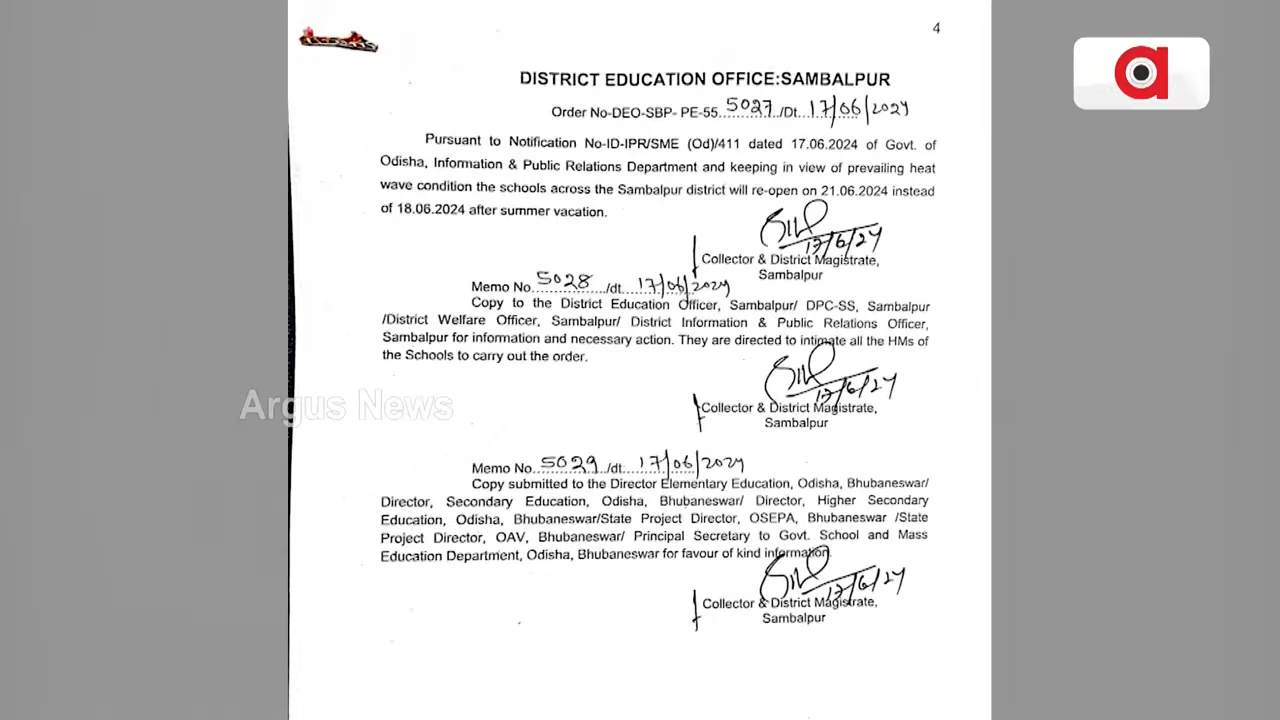 4
DISTRICT EDUCATION OFFICE:SAMBALPUR
Order No-DEO-SBP- PE-55 5027 /Dt. 17/06/2024
Pursuant to Notification No-ID-IPR/SME (Od)/411 dated 17.06.2024 of Govt. of
Odisha, Information & Public Relations Department and keeping in view of prevailing heat
wave condition the schools across the Sambalpur district will re-open on 21.06.2024 instead
of 18.06.2024 after summer vacation.
17/6/24
Collector & District Magistrate,
Sambalpur
Memo No. 5028 /dt. 17/06/2024
Copy to the District Education Officer, Sambalpur/ DPC-SS, Sambalpur
/District Welfare Officer, Sambalpur/ District Information & Public Relations Officer,
Sambalpur for information and necessary action. They are directed to intimate all the HMs of
the Schools to carry out the order.
17/6/24
Argus News
Collector & District Magistrate,
Sambalpur
Memo No. 5029 /dt. 17/06/2024
Copy submitted to the Director Elementary Education, Odisha, Bhubaneswar/
Director, Secondary Education, Odisha, Bhubaneswar/ Director, Higher Secondary
Education, Odisha, Bhubaneswar/State Project Director, OSEPA, Bhubaneswar /State
Project Director, OAV, Bhubaneswar/ Principal Secretary to Govt. School and Mass
Education Department, Odisha, Bhubaneswar for favour of kind information.
17/6/24
Collector & District Magistrate,
Sambalpur